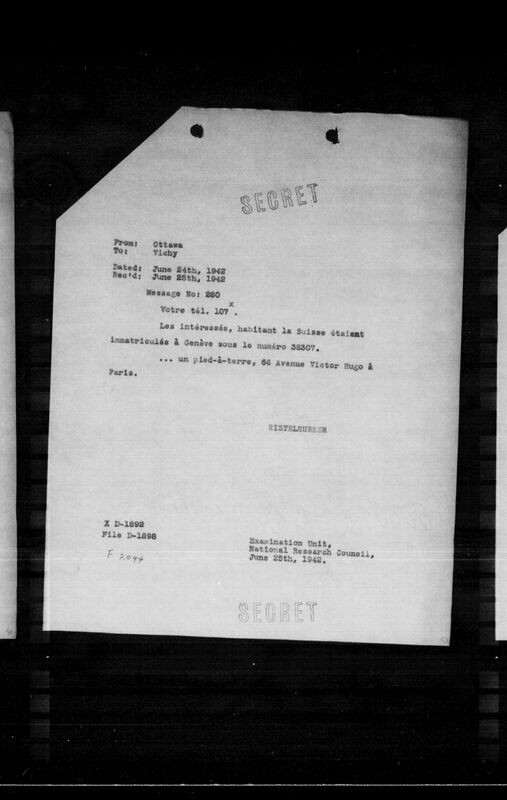 SECRET
From: Ottawa
To: Vichy
Dated: June 24th, 1942
Rec'd: June 25th, 1942
Message No: 280
Votre tél. 107 x.
Les intéressés, habitant la Suisse étaient
immatriculés à Genève sous le numéro 38307.
... un pied-à-terre, 66 Avenue Victor Hugo à
Paris.
RISTELHUEBER
X D-1892
File D-1898
F 2044
Examination Unit,
National Research Council,
June 25th, 1942.
SECRET